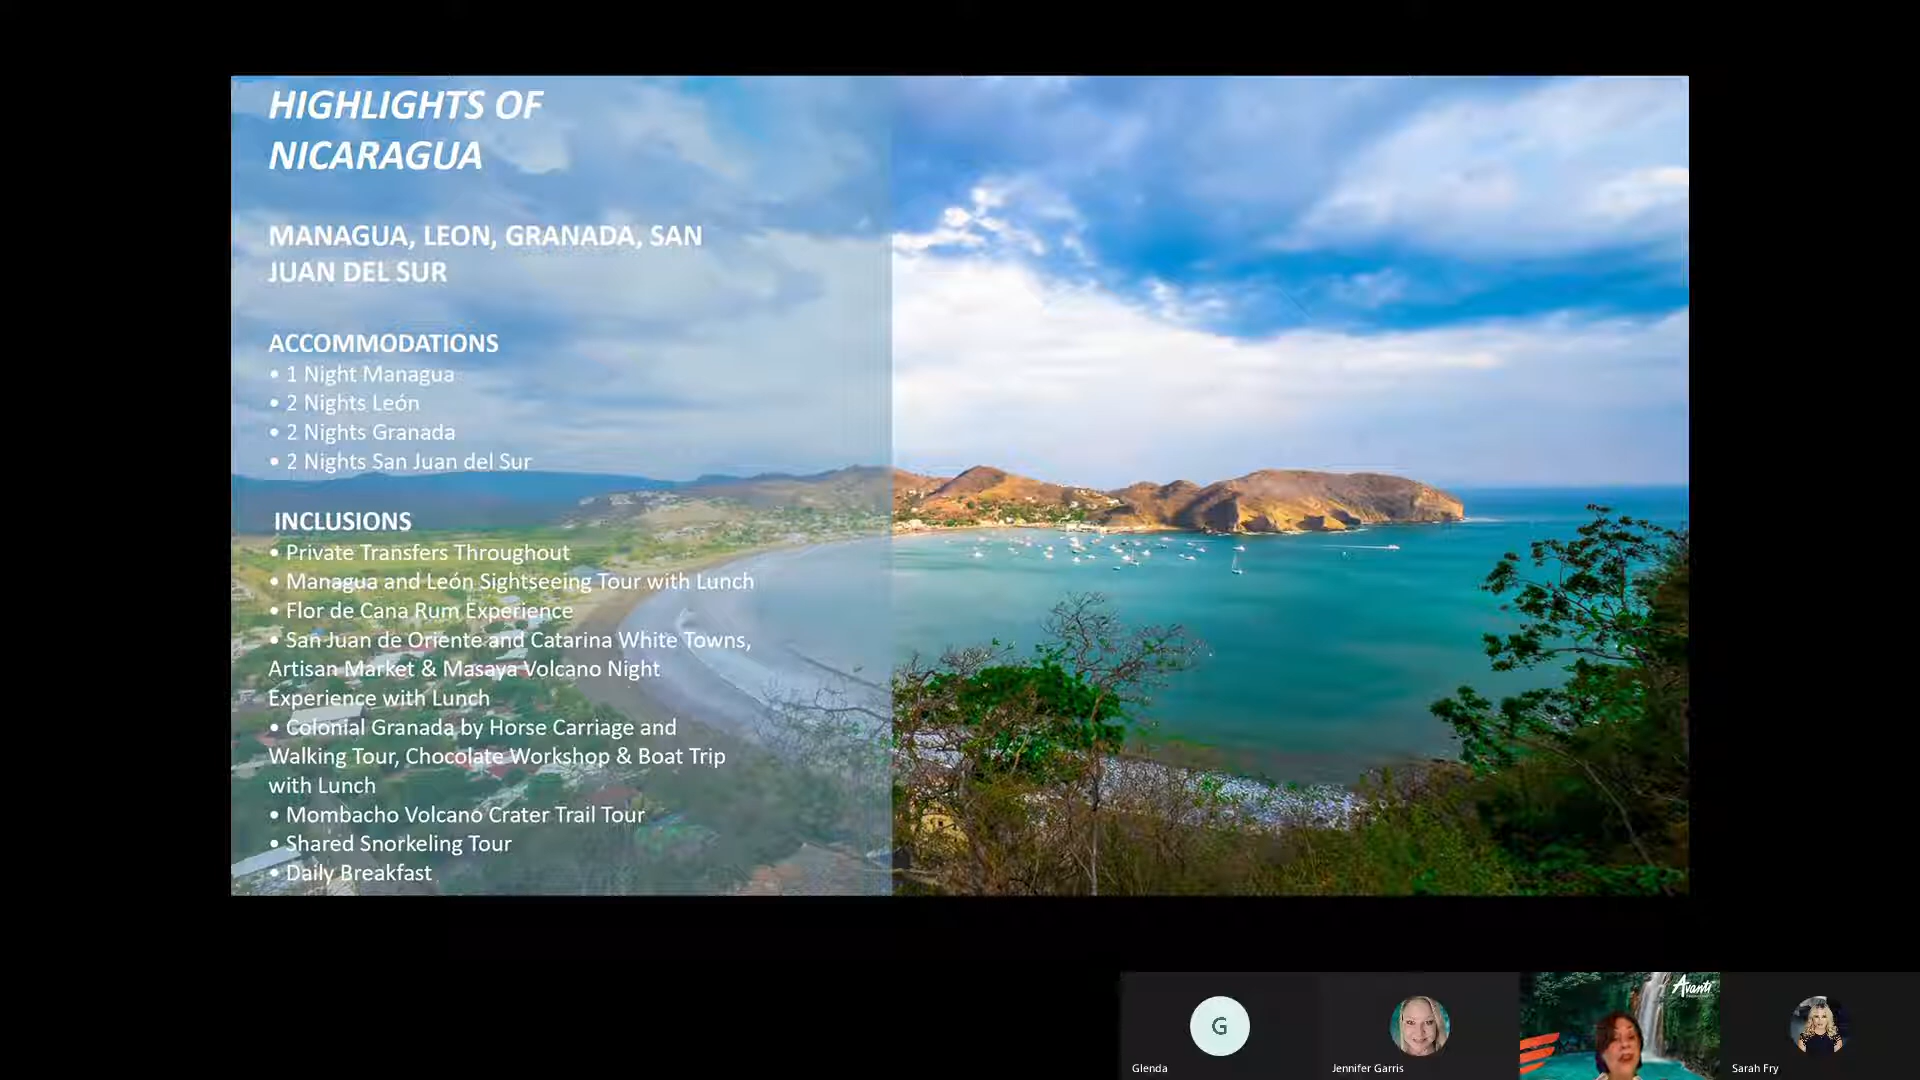 HIGHLIGHTS OF
NICARAGUA
MANAGUA, LEON, GRANADA, SAN
JUAN DEL SUR
ACCOMMODATIONS
• 1 Night Managua
• 2 Nights León
• 2 Nights Granada
• 2 Nights San Juan del Sur
INCLUSIONS
• Private Transfers Throughout
• Managua and León Sightseeing Tour with Lunch
• Flor de Cana Rum Experience
• San Juan de Oriente and Catarina White Towns,
Artisan Market & Masaya Volcano Night
Experience with Lunch
• Colonial Granada by Horse Carriage and
Walking Tour, Chocolate Workshop & Boat Trip
with Lunch
• Mombacho Volcano Crater Trail Tour
• Shared Snorkeling Tour
• Daily Breakfast
Avanti
G
Glenda
Jennifer Garris
Sarah Fry